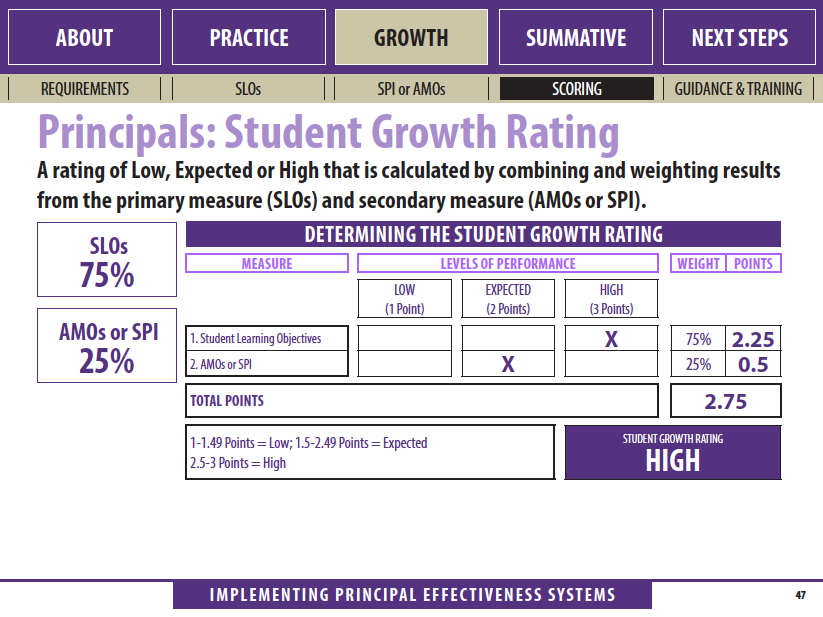 ABOUT PRACTICE GROWTH SUMMATIVE NEXT STEPS
REQUIREMENTS SLOs SPI or AMOs SCORING GUIDANCE & TRAINING
Principals: Student Growth Rating
A rating of Low, Expected or High that is calculated by combining and weighting results
from the primary measure (SLOs) and secondary measure (AMOs or SPI).
SLOs
75%
AMOs or SPI
25%
DETERMINING THE STUDENT GROWTH RATING
MEASURE LEVELS OF PERFORMANCE WEIGHT POINTS
LOW EXPECTED HIGH
(1 Point) (2 Points) (3 Points)
1. Student Learning Objectives X 75% 2.25
2. AMOs or SPI X 25% 0.5
TOTAL POINTS 2.75
1-1.49 Points = Low; 1.5-2.49 Points = Expected
2.5-3 Points = High
STUDENT GROWTH RATING
HIGH
IMPLEMENTING PRINCIPAL EFFECTIVENESS SYSTEMS
47